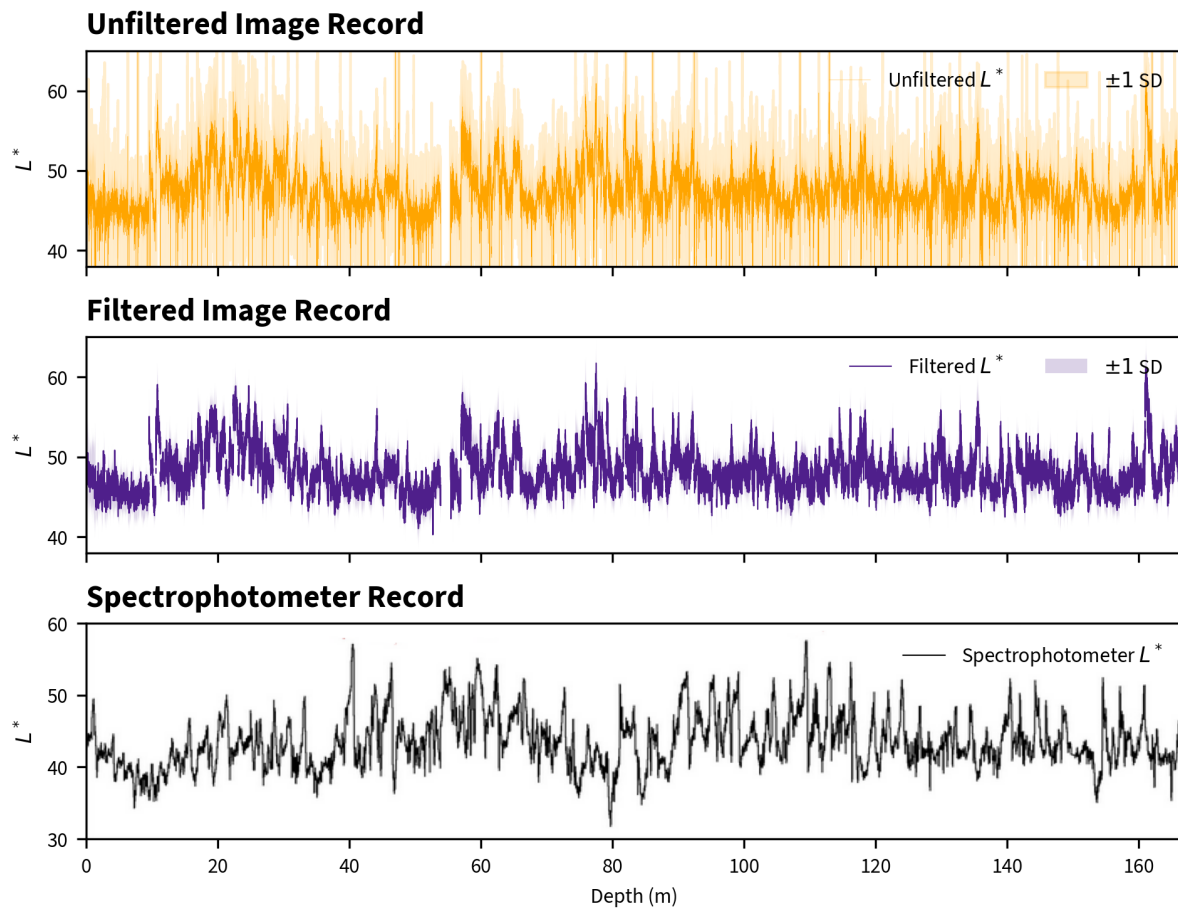 Unfiltered Image Record
60
50
40
L*
Unfiltered L*
±1 SD
Filtered Image Record
60
50
40
L*
Filtered L*
±1 SD
Spectrophotometer Record
60
50
40
30
L*
Spectrophotometer L*
0 20 40 60 80 100 120 140 160
Depth (m)